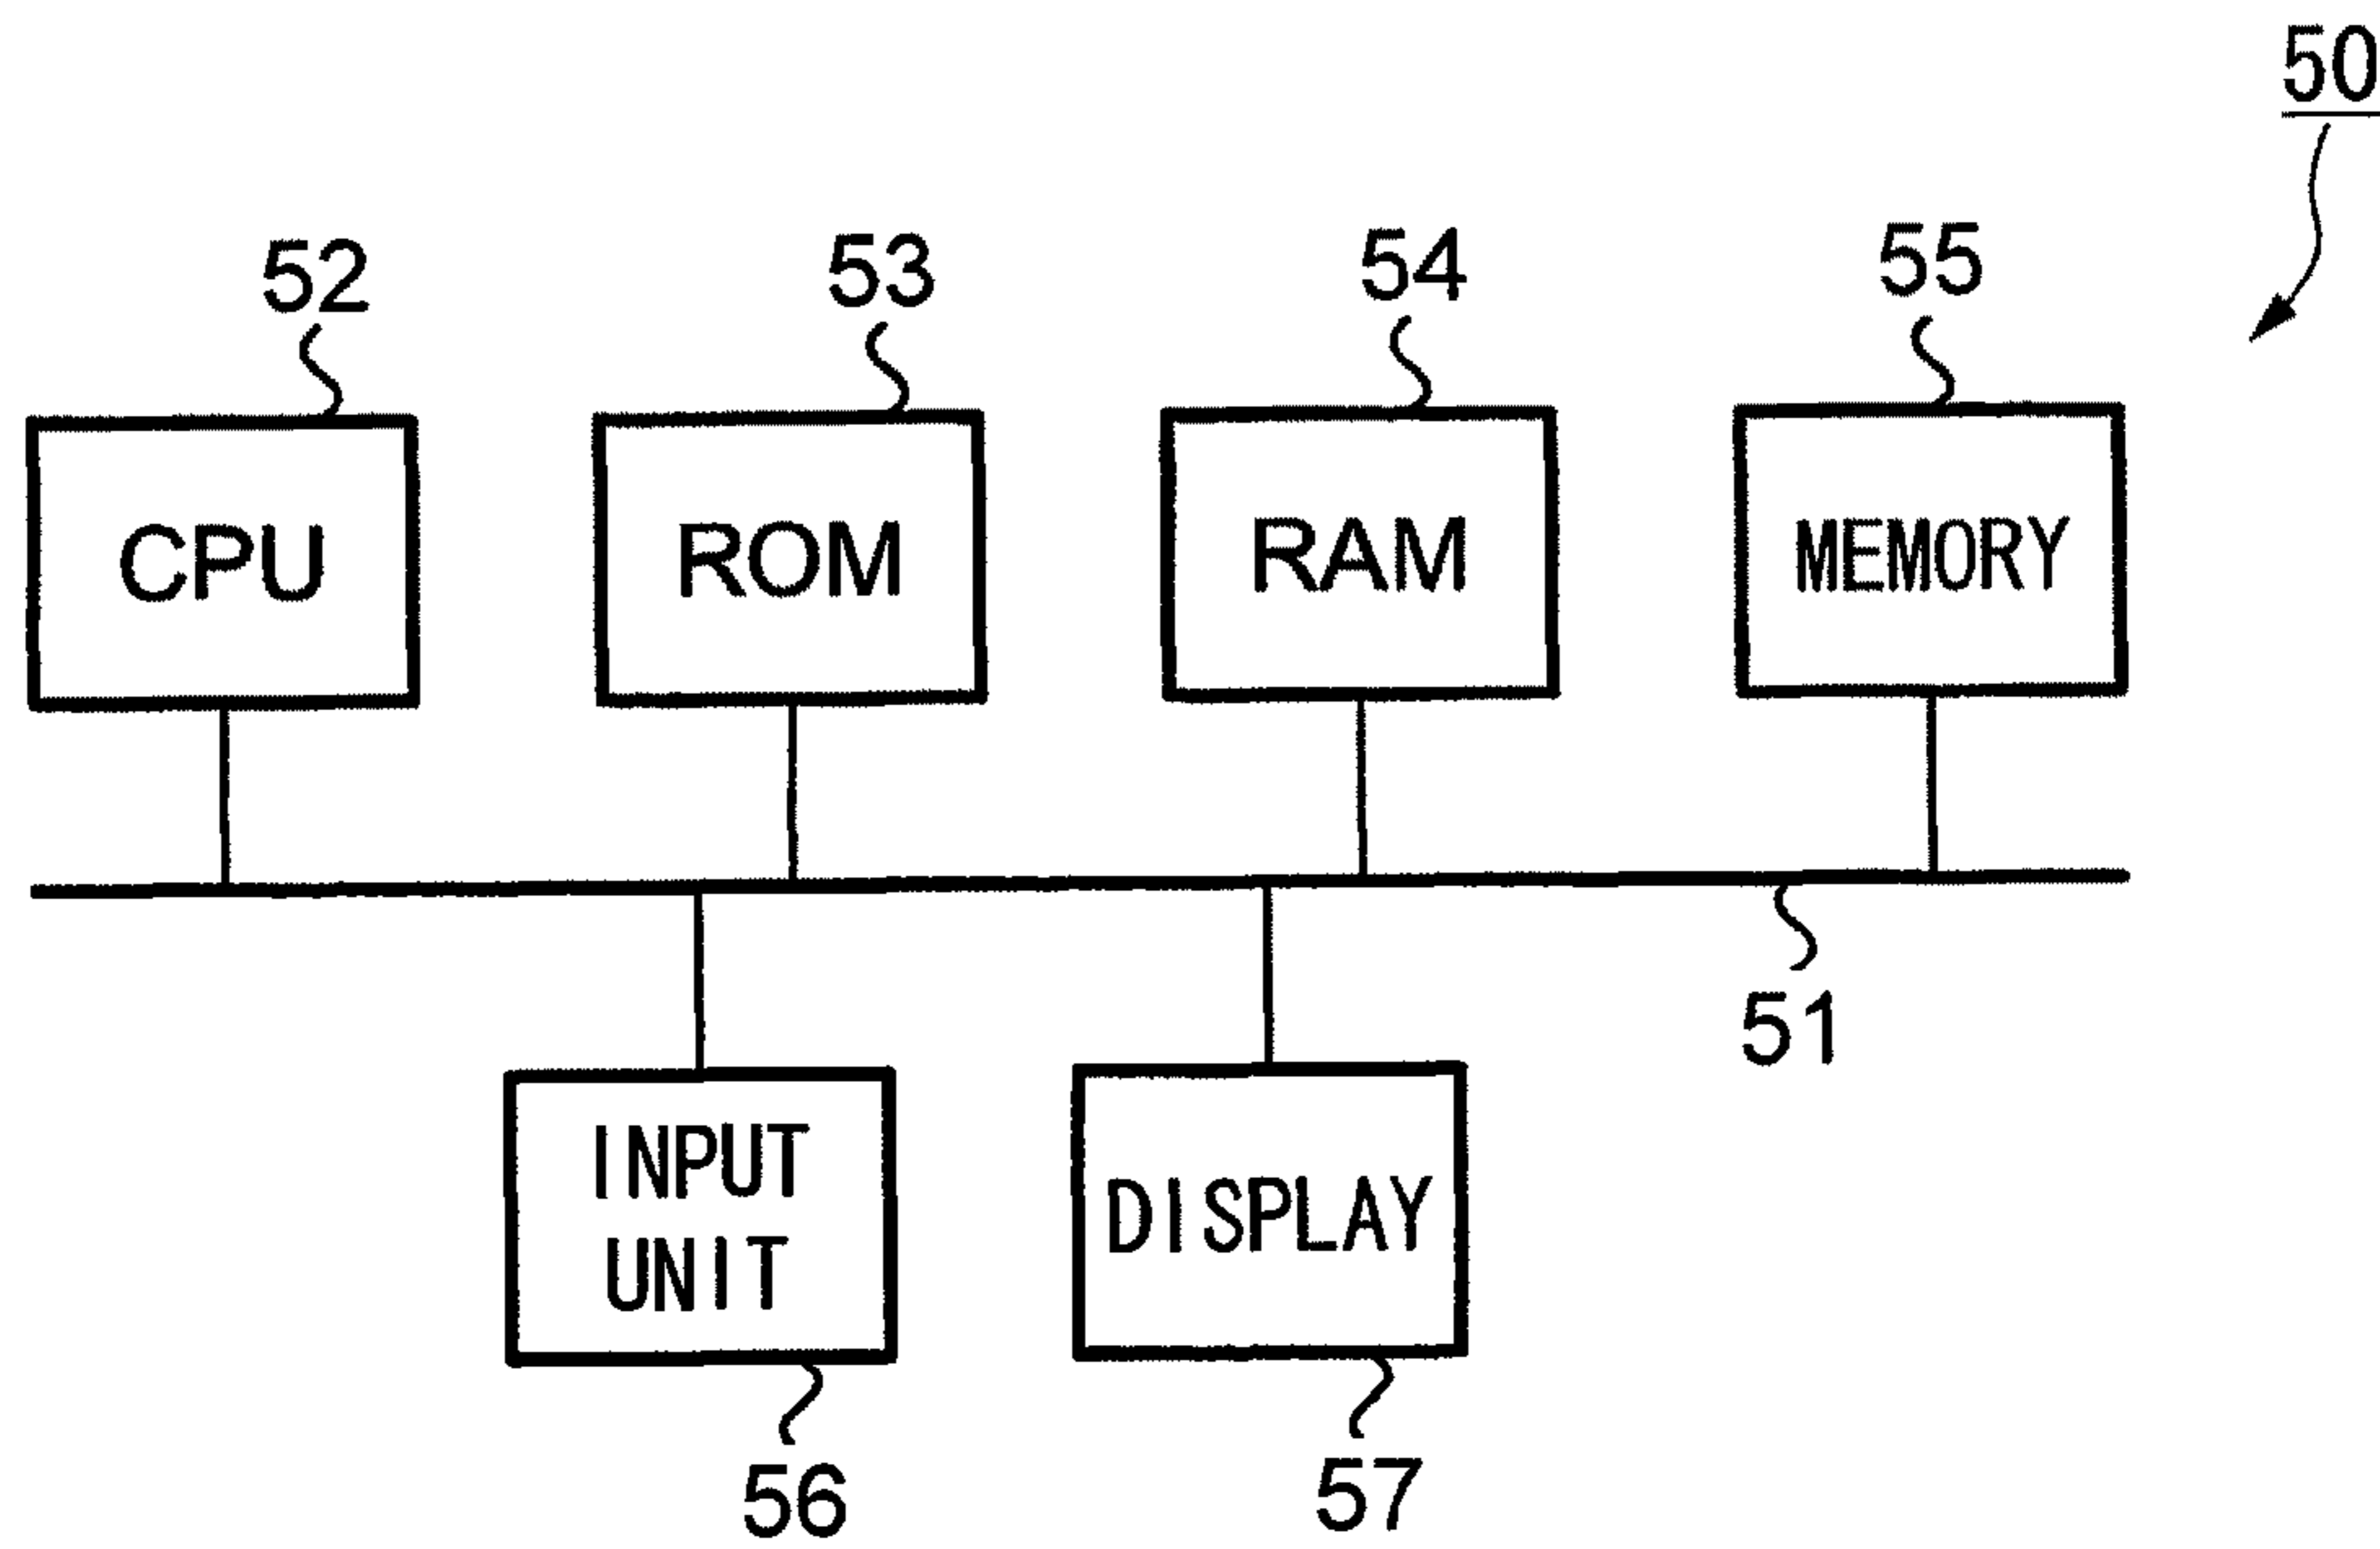 50
52
53
54
55
CPU
ROM
RAM
MEMORY
51
INPUT
UNIT
DISPLAY
56
57